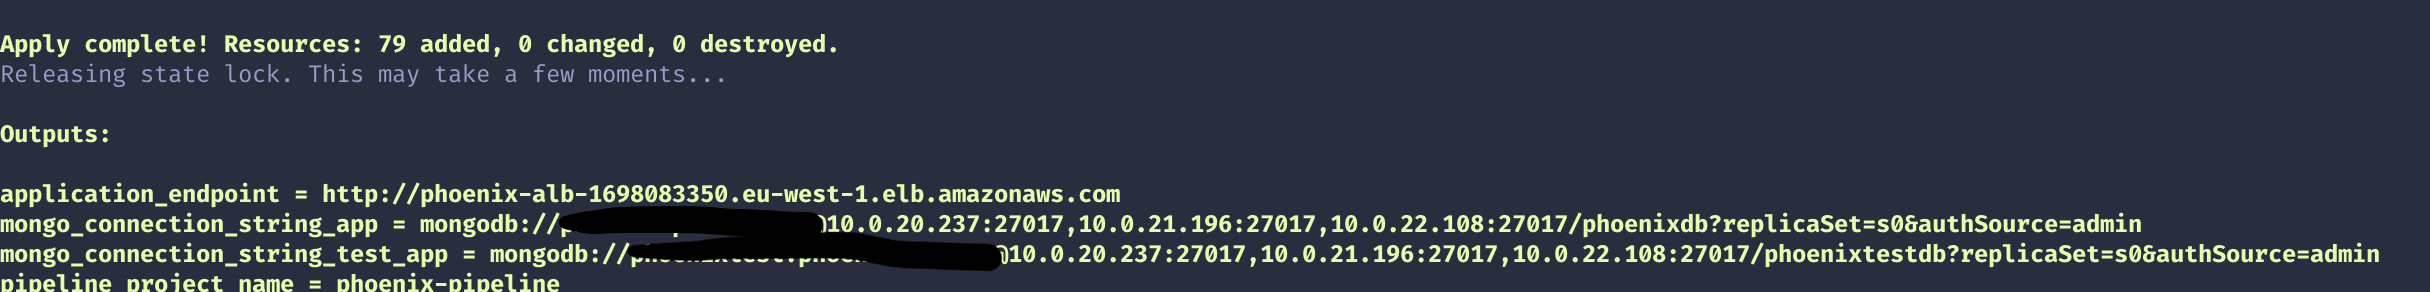 Apply complete! Resources: 79 added, 0 changed, 0 destroyed.
Releasing state lock. This may take a few moments...
Outputs:
application_endpoint = http://phoenix-alb-1698083350.eu-west-1.elb.amazonaws.com
mongo_connection_string_app = mongodb:// @10.0.20.237:27017,10.0.21.196:27017,10.0.22.108:27017/phoenixdb?replicaSet=s0&authSource=admin
mongo_connection_string_test_app = mongodb:// @10.0.20.237:27017,10.0.21.196:27017,10.0.22.108:27017/phoenixtestdb?replicaSet=s0&authSource=admin
pipeline_project_name = phoenix-pipeline